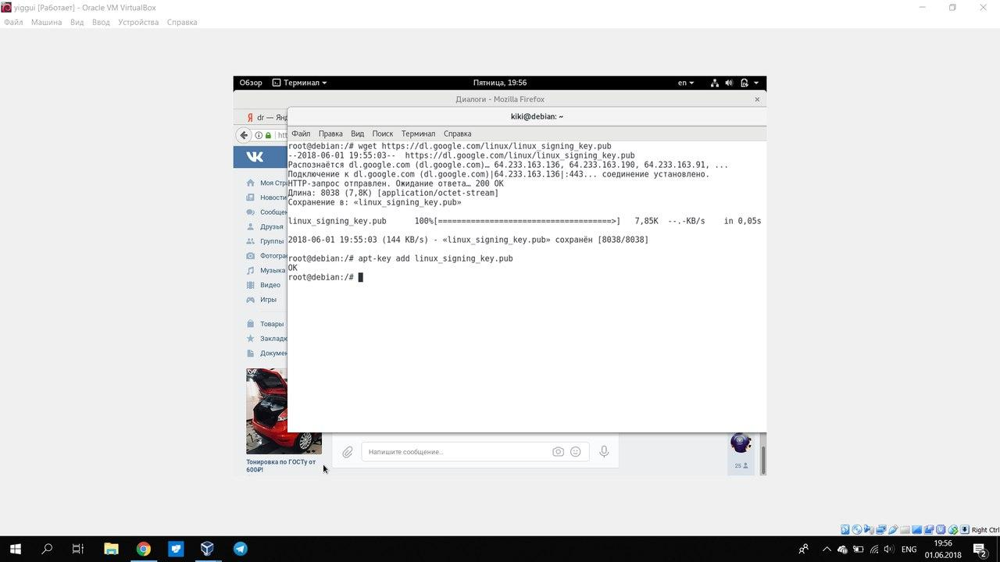 yiggui [Работает] - Oracle VM VirtualBox
Файл Машина Вид Ввод Устройства Справка
Обзор Терминал Пятница, 19:56 en
Диалоги - Mozilla Firefox
dr — Янд
kiki@debian: ~
htt
Файл Правка Вид Поиск Терминал Справка
root@debian:/# wget https://dl.google.com/linux/linux_signing_key.pub
--2018-06-01 19:55:03-- https://dl.google.com/linux/linux_signing_key.pub
Распознаётся dl.google.com (dl.google.com)… 64.233.163.136, 64.233.163.190, 64.233.163.91, ...
Подключение к dl.google.com (dl.google.com)|64.233.163.136|:443... соединение установлено.
HTTP-запрос отправлен. Ожидание ответа… 200 OK
Длина: 8038 (7,8K) [application/octet-stream]
Сохранение в: «linux_signing_key.pub»
linux_signing_key.pub 100%[=====================================>] 7,85K --.-KB/s in 0,05s
2018-06-01 19:55:03 (144 KB/s) - «linux_signing_key.pub» сохранён [8038/8038]
root@debian:/# apt-key add linux_signing_key.pub
OK
root@debian:/#
Моя Стра
Новости
Сообщен
Друзья
Группы
Фотограф
Музыка
Видео
Игры
Товары
Закладк
Докумен
Тонировка по ГОСТу от
600₽!
Напишите сообщение...
25
Right Ctrl
ENG
19:56
01.06.2018
2